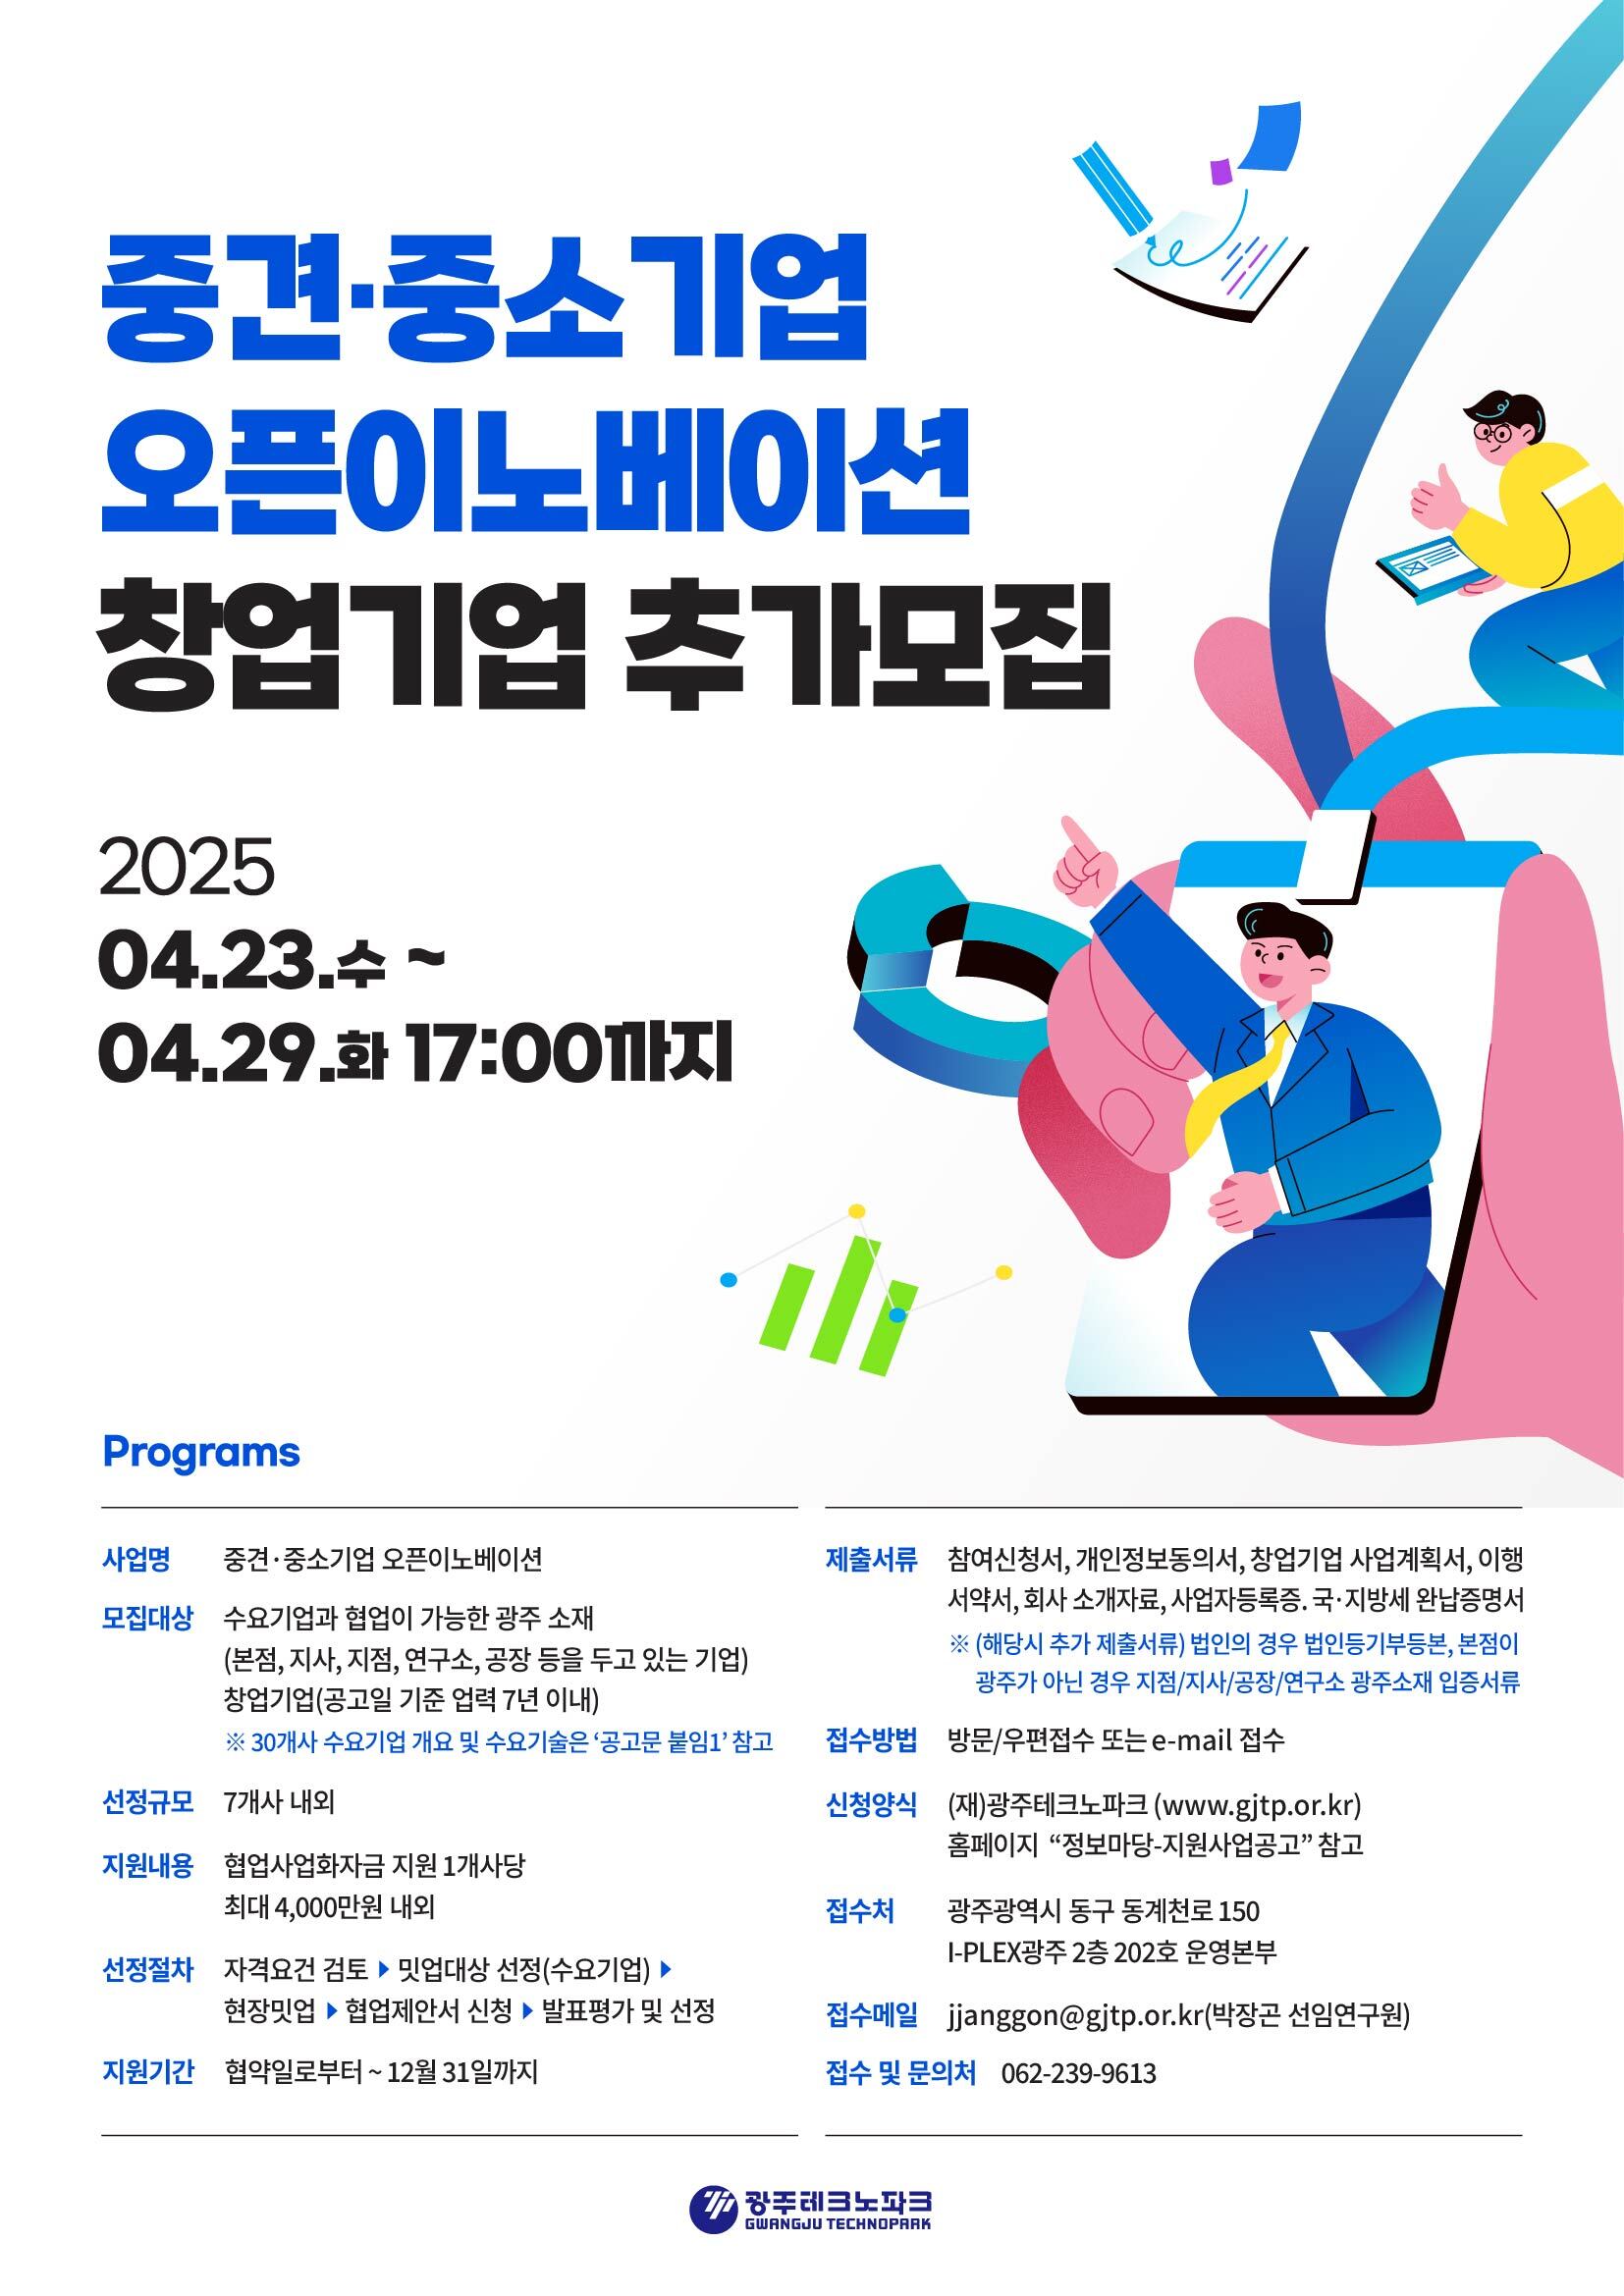 중견·중소기업
오픈이노베이션
창업기업 추가모집
2025
04.23.수 ~
04.29.화 17:00까지
Programs
사업명 중견·중소기업 오픈이노베이션
모집대상 수요기업과 협업이 가능한 광주 소재
(본점, 지사, 지점, 연구소, 공장 등을 두고 있는 기업)
창업기업(공고일 기준 업력 7년 이내)
※ 30개사 수요기업 개요 및 수요기술은 ‘공고문 붙임1’ 참고
선정규모 7개사 내외
지원내용 협업사업화자금 지원 1개사당
최대 4,000만원 내외
선정절차 자격요건 검토 ▶ 밋업대상 선정(수요기업) ▶
현장밋업 ▶ 협업제안서 신청 ▶ 발표평가 및 선정
지원기간 협약일로부터 ~ 12월 31일까지
제출서류 참여신청서, 개인정보동의서, 창업기업 사업계획서, 이행
서약서, 회사 소개자료, 사업자등록증. 국·지방세 완납증명서
※ (해당시 추가 제출서류) 법인의 경우 법인등기부등본, 본점이
광주가 아닌 경우 지점/지사/공장/연구소 광주소재 입증서류
접수방법 방문/우편접수 또는 e-mail 접수
신청양식 (재)광주테크노파크 (www.gjtp.or.kr)
홈페이지 “정보마당-지원사업공고” 참고
접수처 광주광역시 동구 동계천로 150
I-PLEX광주 2층 202호 운영본부
접수메일 jjanggon@gjtp.or.kr(박장곤 선임연구원)
접수 및 문의처 062-239-9613
광주테크노파크
GWANGJU TECHNOPARK